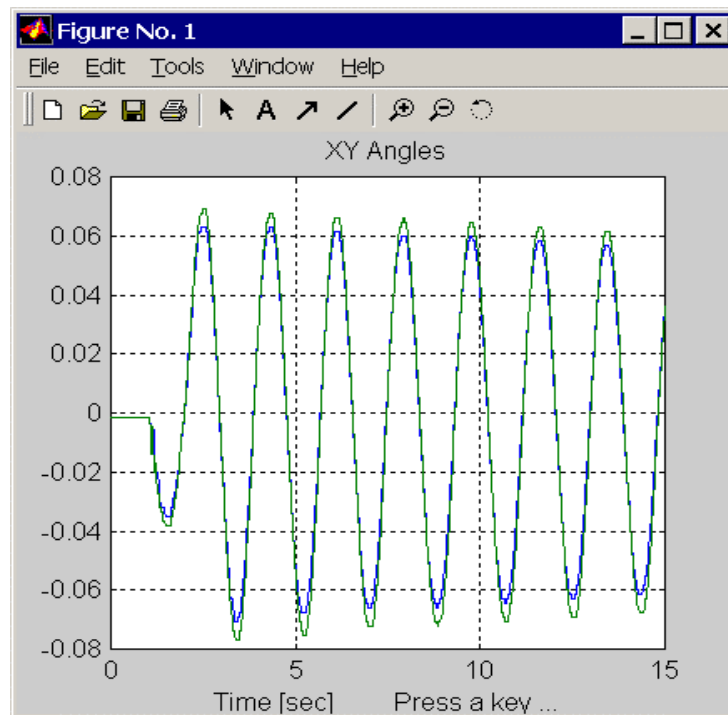 Figure No. 1
File Edit Tools Window Help
A
XY Angles
0.08
0.06
0.04
0.02
0
-0.02
-0.04
-0.06
-0.08
0 5 10 15
Time [sec] Press a key ...